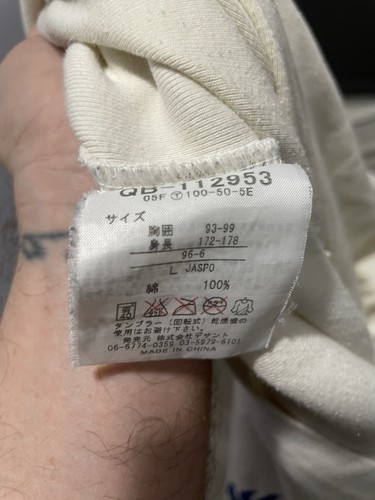 QB-112953
05F Ⓣ100-50-5E
サイズ
胸囲 93-99
身長 172-178
96-6
L JASPO
綿 100%
タンブラー(回転式)乾燥機の
使用はお避け下さい。
発売元 株式会社デサント
06-6774-0359 03-5979-6101
MADE IN CHINA